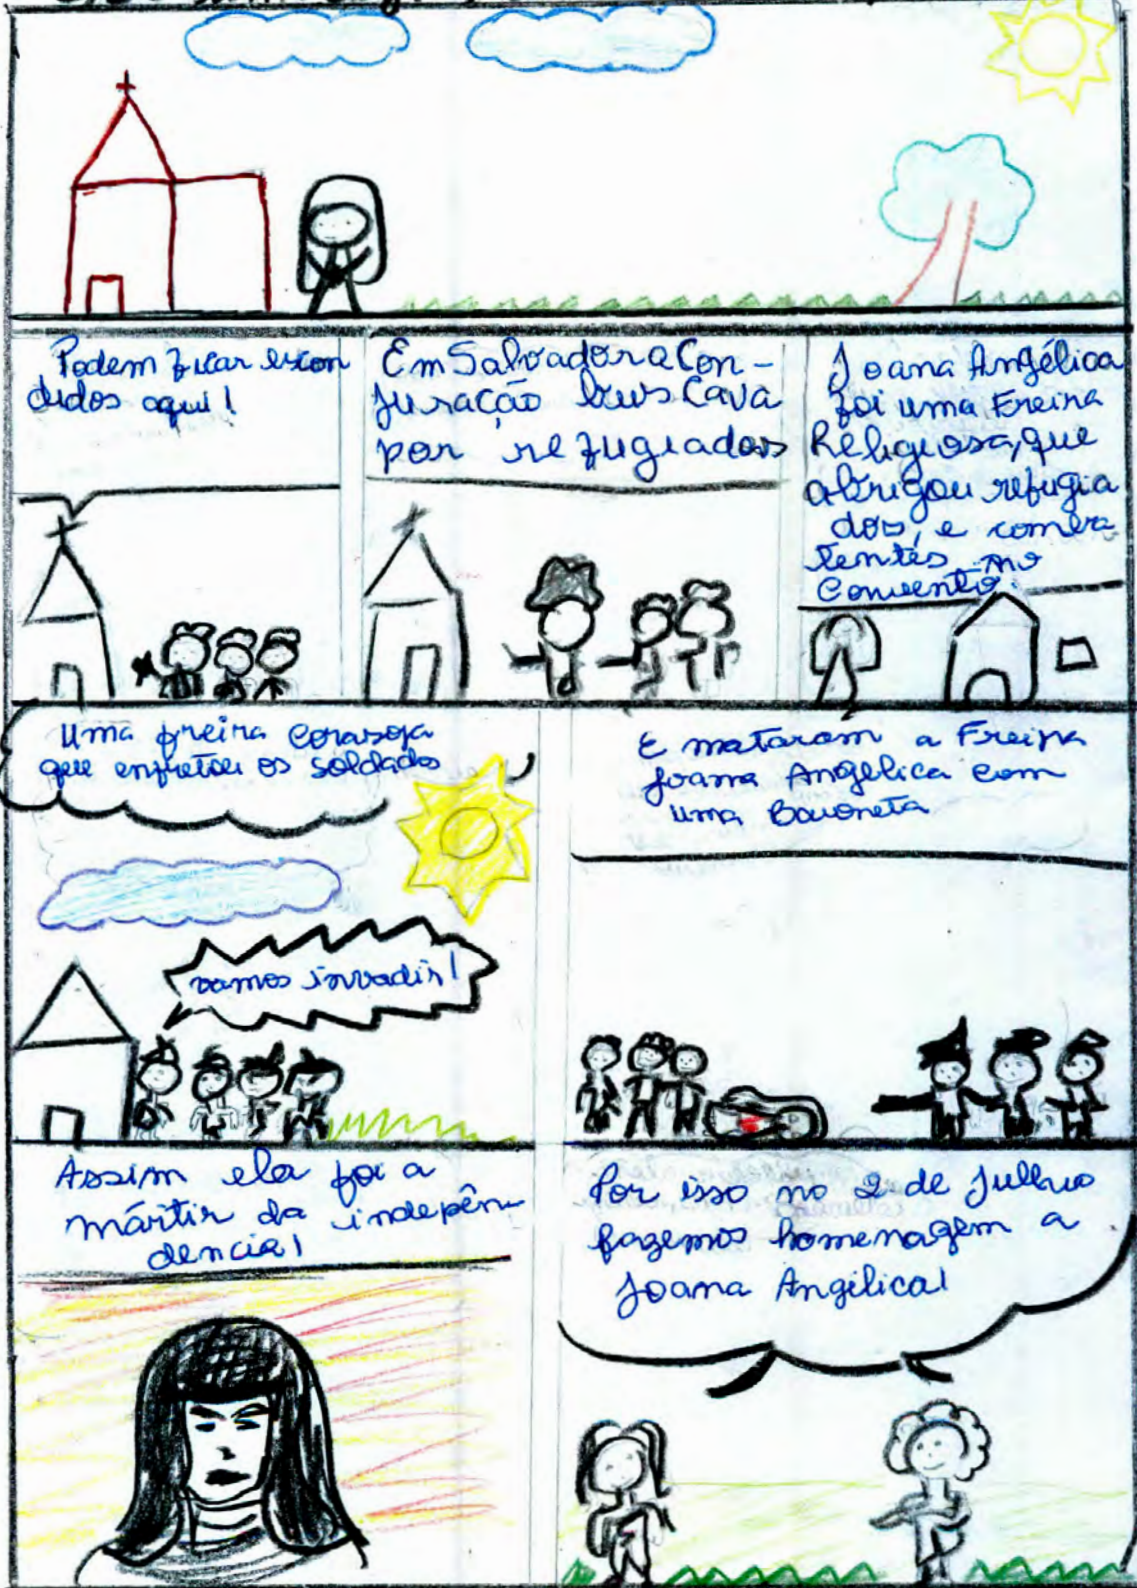 Podem ficar escon
didos aqui!
Em Salvador a Con-
juração buscava
por refugiados
Joana Angélica
foi uma Freira
Religiosa, que
abrigou refugia
dos, e comba
tentes no
Convento.
Uma freira corasoja
que enfretou os soldados
vamos invadir!
E mataram a Freira
Joana Angélica com
uma Baioneta
Assim ela foi a
mártir da indepên
dencia!
Por isso no 2 de Julho
fazemos homenagem a
Joana Angélica!